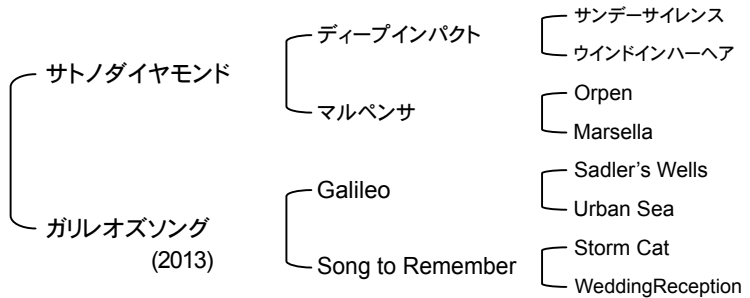 サトノダイヤモンド
ガリレオズソング
(2013)
ディープインパクト
マルペンサ
Galileo
Song to Remember
サンデーサイレンス
ウインドインハーヘア
Orpen
Marsella
Sadler's Wells
Urban Sea
Storm Cat
WeddingReception